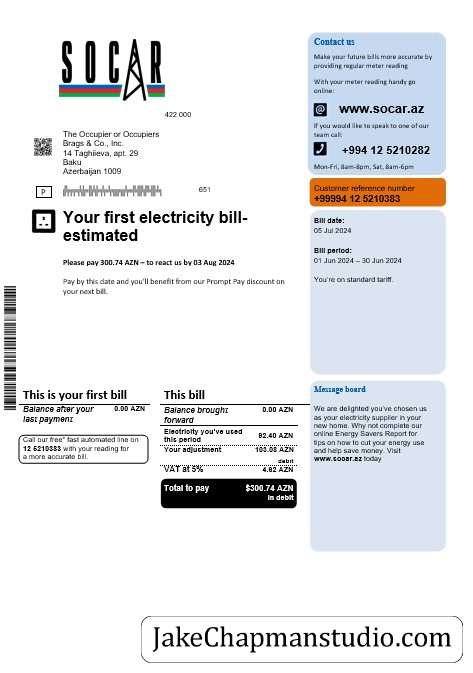 SOCAR
422 000
The Occupier or Occupiers
Brags & Co., Inc.
14 Taghiieva, apt. 29
Baku
Azerbaijan 1009
P
651
Your first electricity bill-
estimated
Please pay 300.74 AZN – to react us by 03 Aug 2024
Pay by this date and you'll benefit from our Prompt Pay discount on
your next bill.
Contact us
Make your future bills more accurate by
providing regular meter reading
With your meter reading handy go
online:
@ www.socar.az
If you would like to speak to one of our
team call:
+994 12 5210282
Mon-Fri, 8am-8pm, Sat, 8am-6pm
Customer reference number
+99994 12 5210383
Bill date:
05 Jul 2024
Bill period:
01 Jun 2024 – 30 Jun 2024
You're on standard tariff.
This is your first bill
Balance after your 0.00 AZN
last payment
Call our free* fast automated line on
12 5210383 with your reading for
a more accurate bill.
This bill
Balance brought 0.00 AZN
forward
Electricity you've used
this period 92.40 AZN
Your adjustment 103.08 AZN
debit
VAT at 5% 4.62 AZN
Total to pay $300.74 AZN
in debit
Message board
We are delighted you've chosen us
as your electricity supplier in your
new home. Why not complete our
online Energy Savers Report for
tips on how to cut your energy use
and help save money. Visit
www.socar.az today
JakeChapmanstudio.com